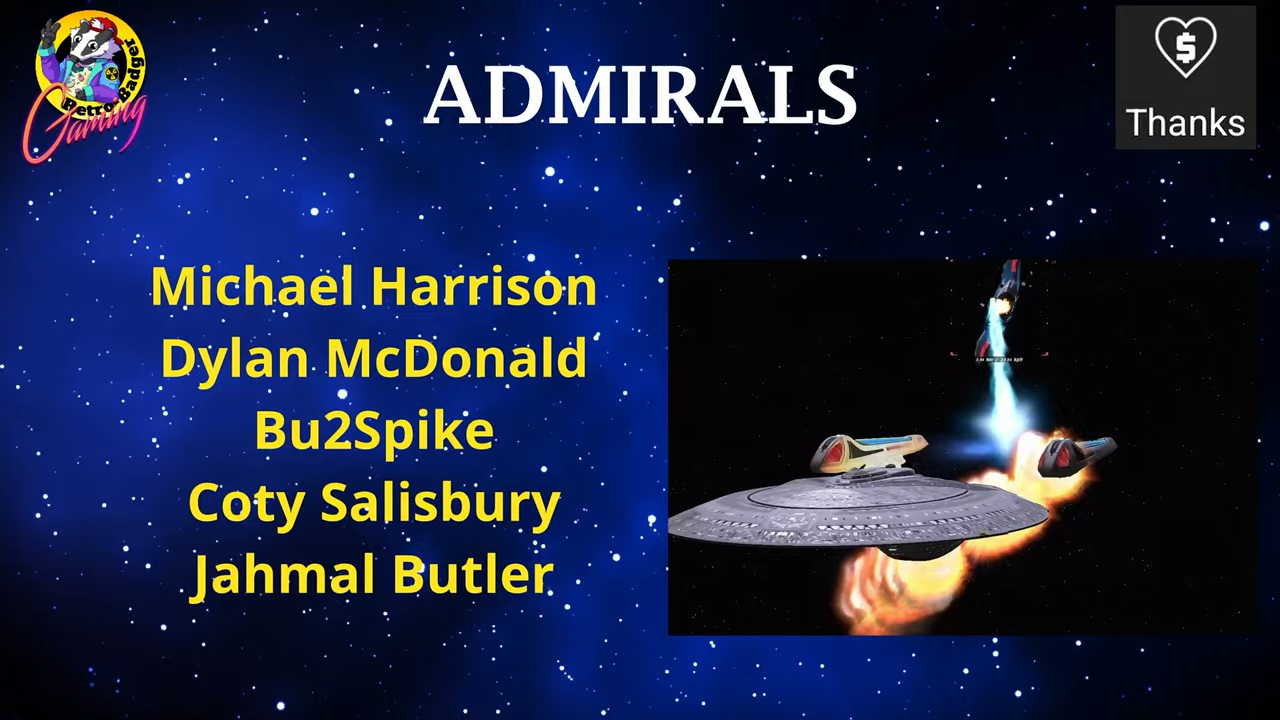 Retro Badger
Gaming
ADMIRALS
Thanks
Michael Harrison
Dylan McDonald
Bu2Spike
Coty Salisbury
Jahmal Butler